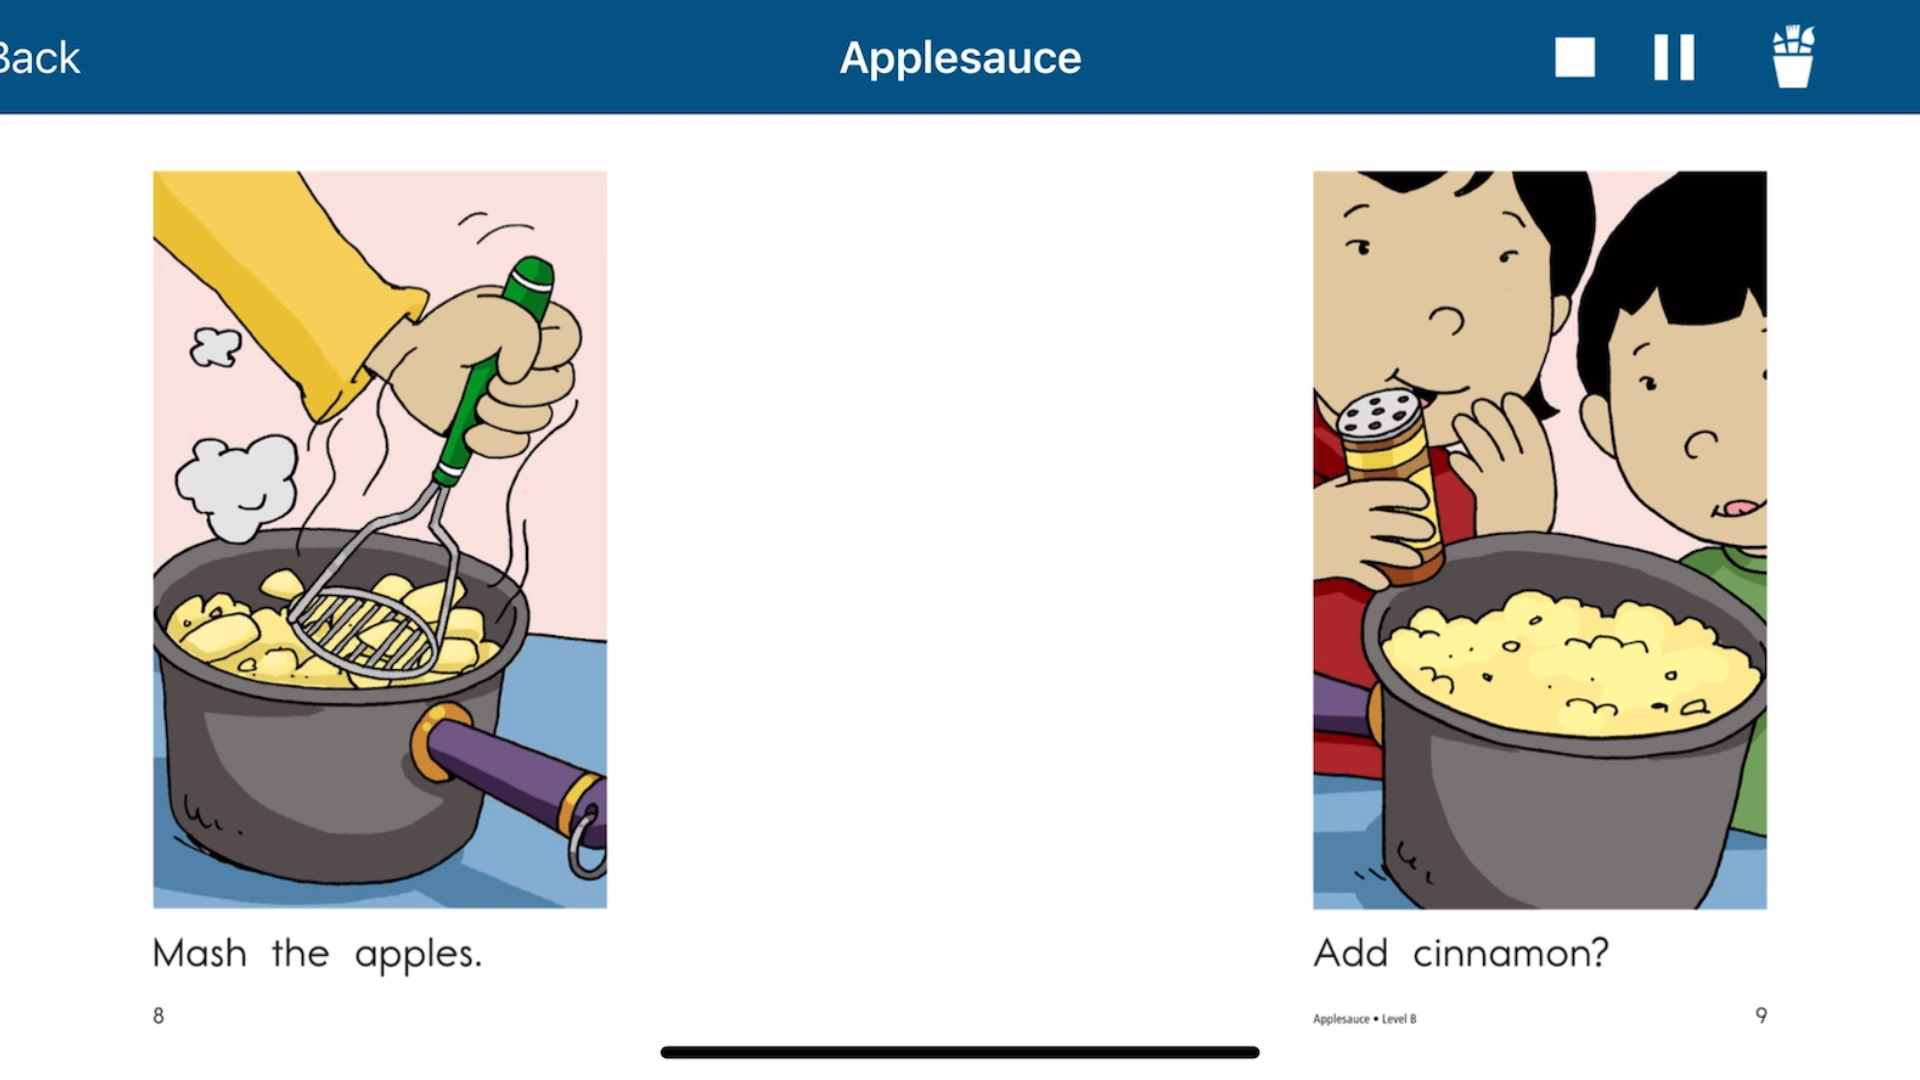 Back
Applesauce
Mash the apples.
8
Add cinnamon?
Applesauce • Level B
9